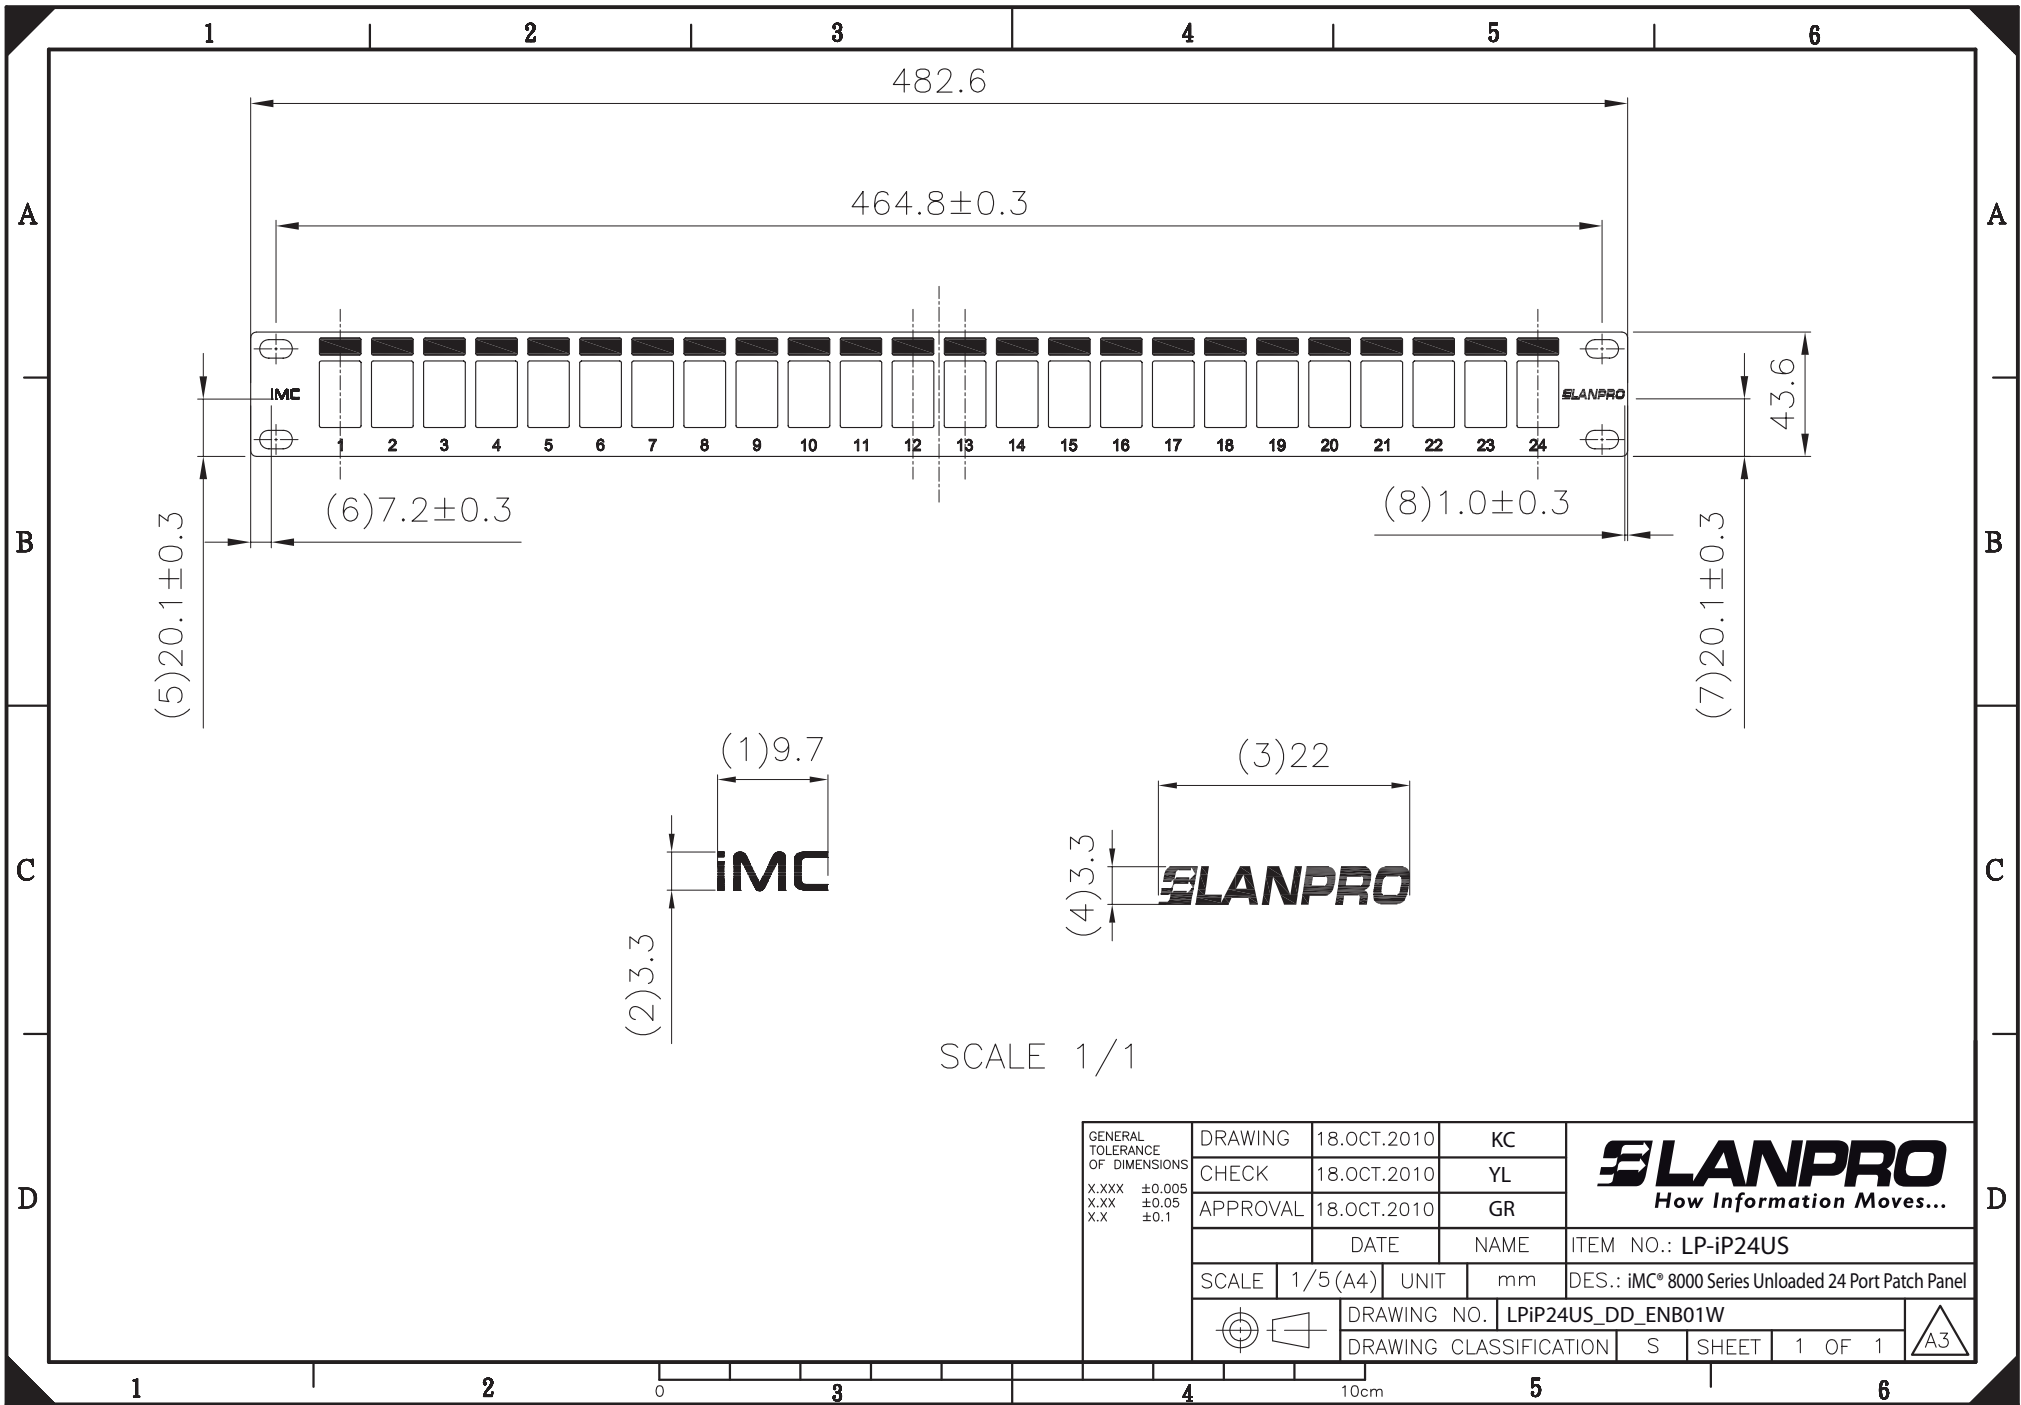 1 2 3 4 5 6
482.6
464.8±0.3
A A
iMC LANPRO
43.6
1 2 3 4 5 6 7 8 9 10 11 12 13 14 15 16 17 18 19 20 21 22 23 24
(6)7.2±0.3 (8)1.0±0.3
(5)20.1±0.3 (7)20.1±0.3
B B
(1)9.7 (3)22
iMC LANPRO
(2)3.3 (4)3.3
C C
SCALE 1/1
D D
GENERAL
TOLERANCE
OF DIMENSIONS
X.XXX ±0.005
X.XX ±0.05
X.X ±0.1
DRAWING 18.OCT.2010 KC
CHECK 18.OCT.2010 YL
APPROVAL 18.OCT.2010 GR
DATE NAME
LANPRO
How Information Moves...
ITEM NO.: LP-iP24US
SCALE 1/5(A4) UNIT mm
DES.: iMC® 8000 Series Unloaded 24 Port Patch Panel
DRAWING NO. LPiP24US_DD_ENB01W
DRAWING CLASSIFICATION S SHEET 1 OF 1
A3
0 10cm
1 2 3 4 5 6